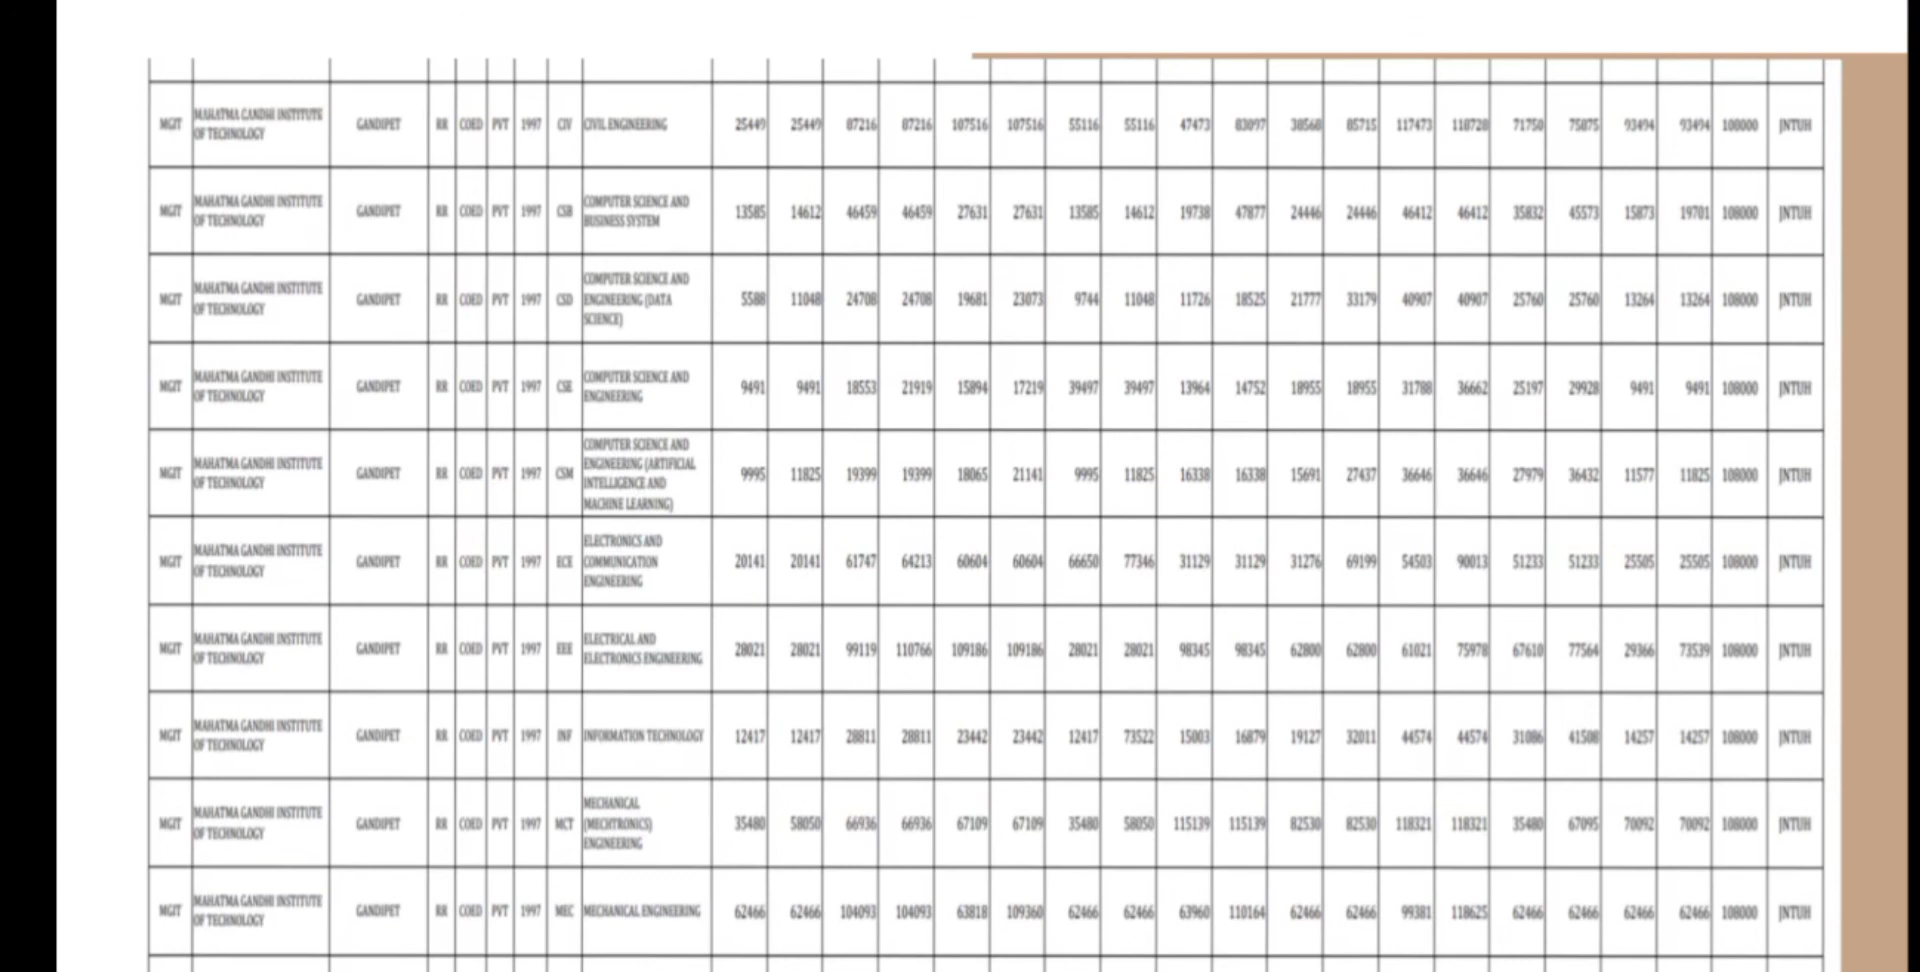 MGIT MAHATMA GANDHI INSTITUTE OF TECHNOLOGY GANDIPET RR COED PVT 1997 CIV CIVIL ENGINEERING 25449 25449 87216 87216 107516 107516 55116 55116 47473 83097 38568 85715 117473 118728 71750 75875 93494 93494 108000 JNTUH
MGIT MAHATMA GANDHI INSTITUTE OF TECHNOLOGY GANDIPET RR COED PVT 1997 CSB COMPUTER SCIENCE AND BUSINESS SYSTEM 13585 14612 46459 46459 27631 27631 13585 14612 19738 47877 24446 24446 46412 46412 35832 45573 15873 19701 108000 JNTUH
MGIT MAHATMA GANDHI INSTITUTE OF TECHNOLOGY GANDIPET RR COED PVT 1997 CSD COMPUTER SCIENCE AND ENGINEERING (DATA SCIENCE) 5588 11048 24708 24708 19681 23073 9744 11048 11726 18525 21777 33179 40907 40907 25760 25760 13264 13264 108000 JNTUH
MGIT MAHATMA GANDHI INSTITUTE OF TECHNOLOGY GANDIPET RR COED PVT 1997 CSE COMPUTER SCIENCE AND ENGINEERING 9491 9491 18553 21919 15894 17219 39497 39497 13964 14752 18955 18955 31788 36662 25197 29928 9491 9491 108000 JNTUH
MGIT MAHATMA GANDHI INSTITUTE OF TECHNOLOGY GANDIPET RR COED PVT 1997 CSM COMPUTER SCIENCE AND ENGINEERING (ARTIFICIAL INTELLIGENCE AND MACHINE LEARNING) 9995 11825 19399 19399 18065 21141 9995 11825 16338 16338 15691 27437 36646 36646 27979 36432 11577 11825 108000 JNTUH
MGIT MAHATMA GANDHI INSTITUTE OF TECHNOLOGY GANDIPET RR COED PVT 1997 ECE ELECTRONICS AND COMMUNICATION ENGINEERING 20141 20141 61747 64213 60604 60604 66650 77346 31129 31129 31276 69199 54503 90013 51233 51233 25505 25505 108000 JNTUH
MGIT MAHATMA GANDHI INSTITUTE OF TECHNOLOGY GANDIPET RR COED PVT 1997 EEE ELECTRICAL AND ELECTRONICS ENGINEERING 28021 28021 99119 110766 109186 109186 28021 28021 98345 98345 62800 62800 61021 75978 67610 77564 29366 73539 108000 JNTUH
MGIT MAHATMA GANDHI INSTITUTE OF TECHNOLOGY GANDIPET RR COED PVT 1997 INF INFORMATION TECHNOLOGY 12417 12417 28811 28811 23442 23442 12417 73522 15003 16879 19127 32011 44574 44574 31086 41508 14257 14257 108000 JNTUH
MGIT MAHATMA GANDHI INSTITUTE OF TECHNOLOGY GANDIPET RR COED PVT 1997 MCT MECHANICAL (MECHTRONICS) ENGINEERING 35480 58050 66936 66936 67109 67109 35480 58050 115139 115139 82530 82530 118321 118321 35480 67095 70092 70092 108000 JNTUH
MGIT MAHATMA GANDHI INSTITUTE OF TECHNOLOGY GANDIPET RR COED PVT 1997 MEC MECHANICAL ENGINEERING 62466 62466 104093 104093 63818 109360 62466 62466 63960 110164 62466 62466 99381 118625 62466 62466 62466 62466 108000 JNTUH